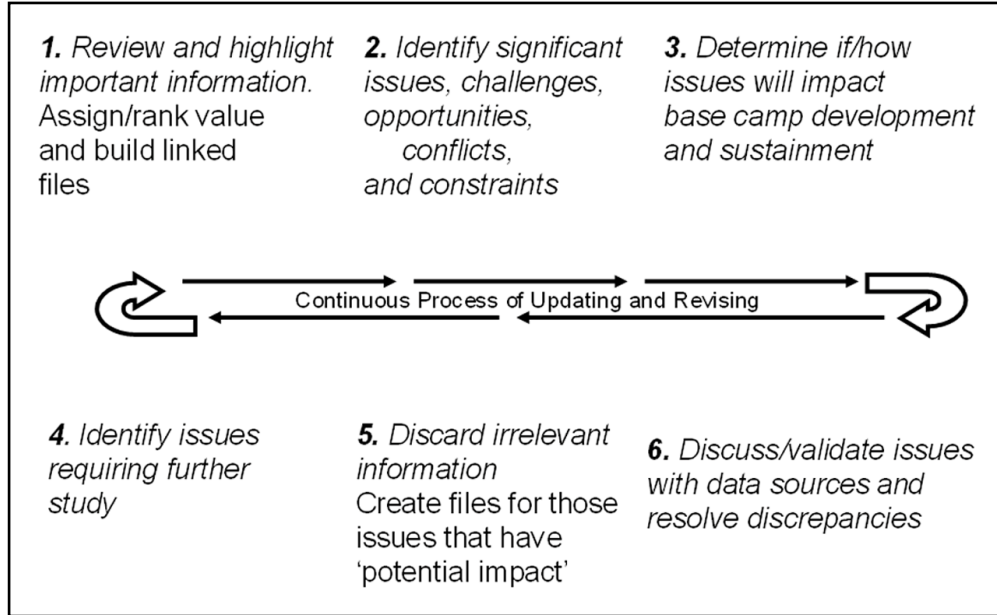 1. Review and highlight
important information.
Assign/rank value
and build linked
files
2. Identify significant
issues, challenges,
opportunities,
conflicts,
and constraints
3. Determine if/how
issues will impact
base camp development
and sustainment
Continuous Process of Updating and Revising
4. Identify issues
requiring further
study
5. Discard irrelevant
information
Create files for those
issues that have
‘potential impact’
6. Discuss/validate issues
with data sources and
resolve discrepancies